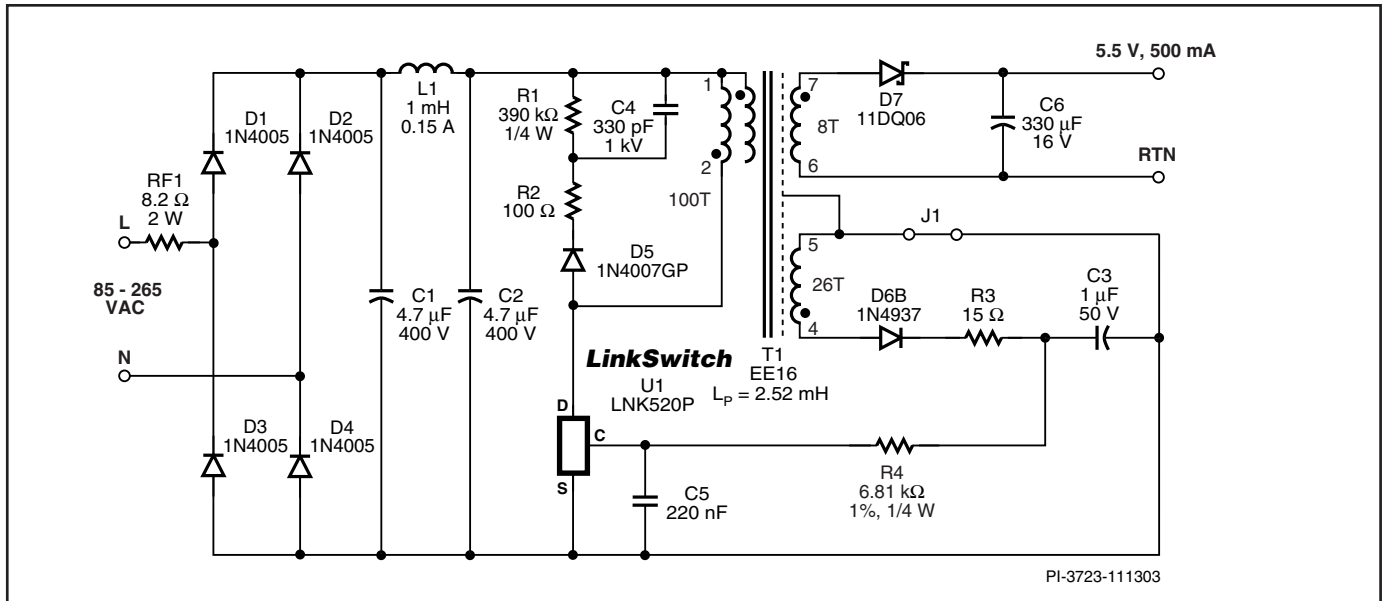 5.5 V, 500 mA
L1
1 mH
0.15 A
D1
1N4005
D2
1N4005
R1
390 kΩ
1/4 W
C4
330 pF
1 kV
1
2
100T
7
8T
6
D7
11DQ06
C6
330 μF
16 V
RTN
RF1
8.2 Ω
2 W
L
R2
100 Ω
D5
1N4007GP
J1
5
26T
4
85 - 265
VAC
C1
4.7 μF
400 V
C2
4.7 μF
400 V
D6B
1N4937
R3
15 Ω
C3
1 μF
50 V
N
LinkSwitch
U1
LNK520P
T1
EE16
LP = 2.52 mH
D3
1N4005
D4
1N4005
D
C
S
C5
220 nF
R4
6.81 kΩ
1%, 1/4 W
PI-3723-111303